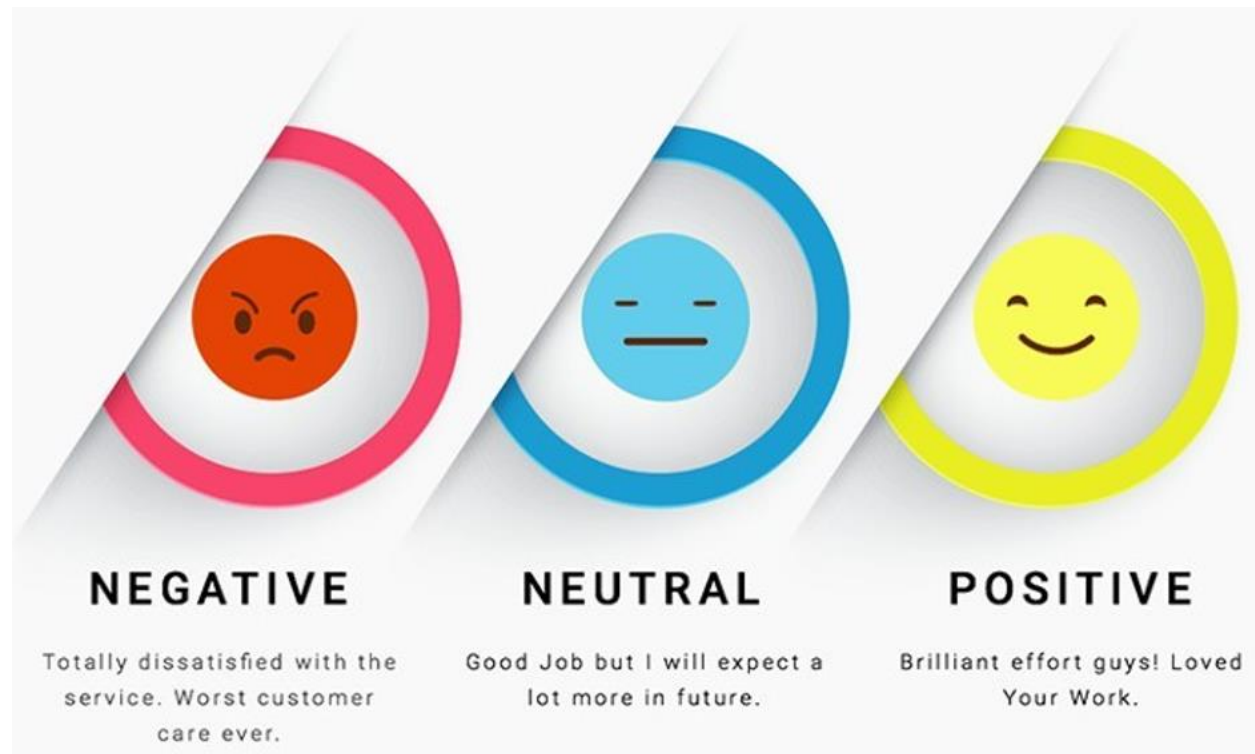 NEGATIVE
Totally dissatisfied with the
service. Worst customer
care ever.
NEUTRAL
Good Job but I will expect a
lot more in future.
POSITIVE
Brilliant effort guys! Loved
Your Work.